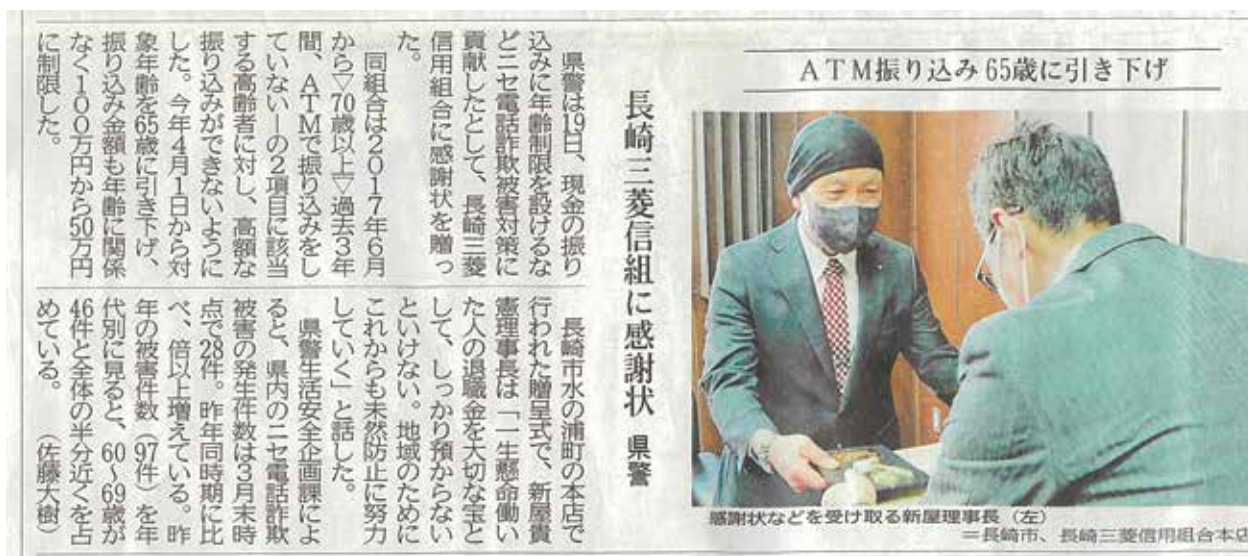 ATM振り込み 65歳に引き下げ
長崎三菱信組に感謝状 県警
県警は19日、現金の振り
込みに年齢制限を設けるな
どニセ電話詐欺被害対策に
貢献したとして、長崎三菱
信用組合に感謝状を贈っ
た。
同組合は2017年6月
から▽70歳以上▽過去3年
間、ATMで振り込みをし
ていない―の2項目に該当
する高齢者に対し、高額な
振り込みができないように
した。今年4月1日から対
象年齢を65歳に引き下げ、
振り込み金額も年齢に関係
なく100万円から50万円
に制限した。
長崎市水の浦町の本店で
行われた贈呈式で、新屋貴
憲理事長は「一生懸命働い
た人の退職金を大切な宝と
して、しっかり預からない
といけない。地域のために
これからも未然防止に努力
していく」と話した。
県警生活安全企画課によ
ると、県内のニセ電話詐欺
被害の発生件数は3月末時
点で28件。昨年同時期に比
べ、倍以上増えている。昨
年の被害件数(97件)を年
代別に見ると、60~69歳が
46件と全体の半分近くを占
めている。 (佐藤大樹)
感謝状などを受け取る新屋理事長(左)
=長崎市、長崎三菱信用組合本店